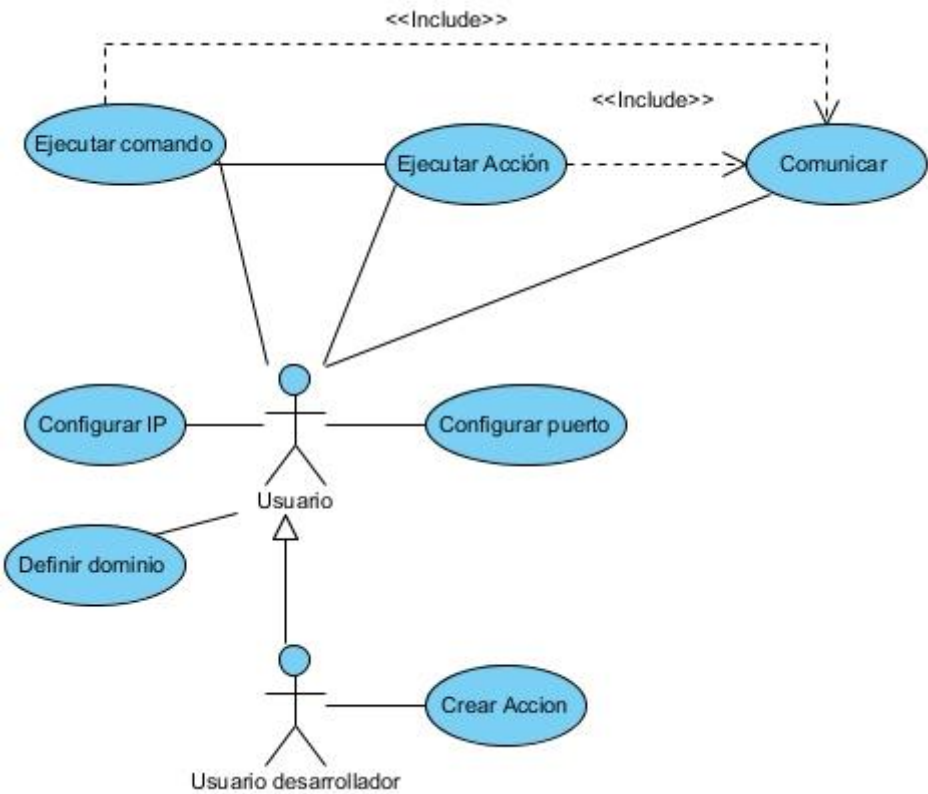 <<Include>>
<<Include>>
Ejecutar comando
Ejecutar Acción
Comunicar
Configurar IP
Configurar puerto
Usuario
Definir dominio
Crear Accion
Usuario desarrollador